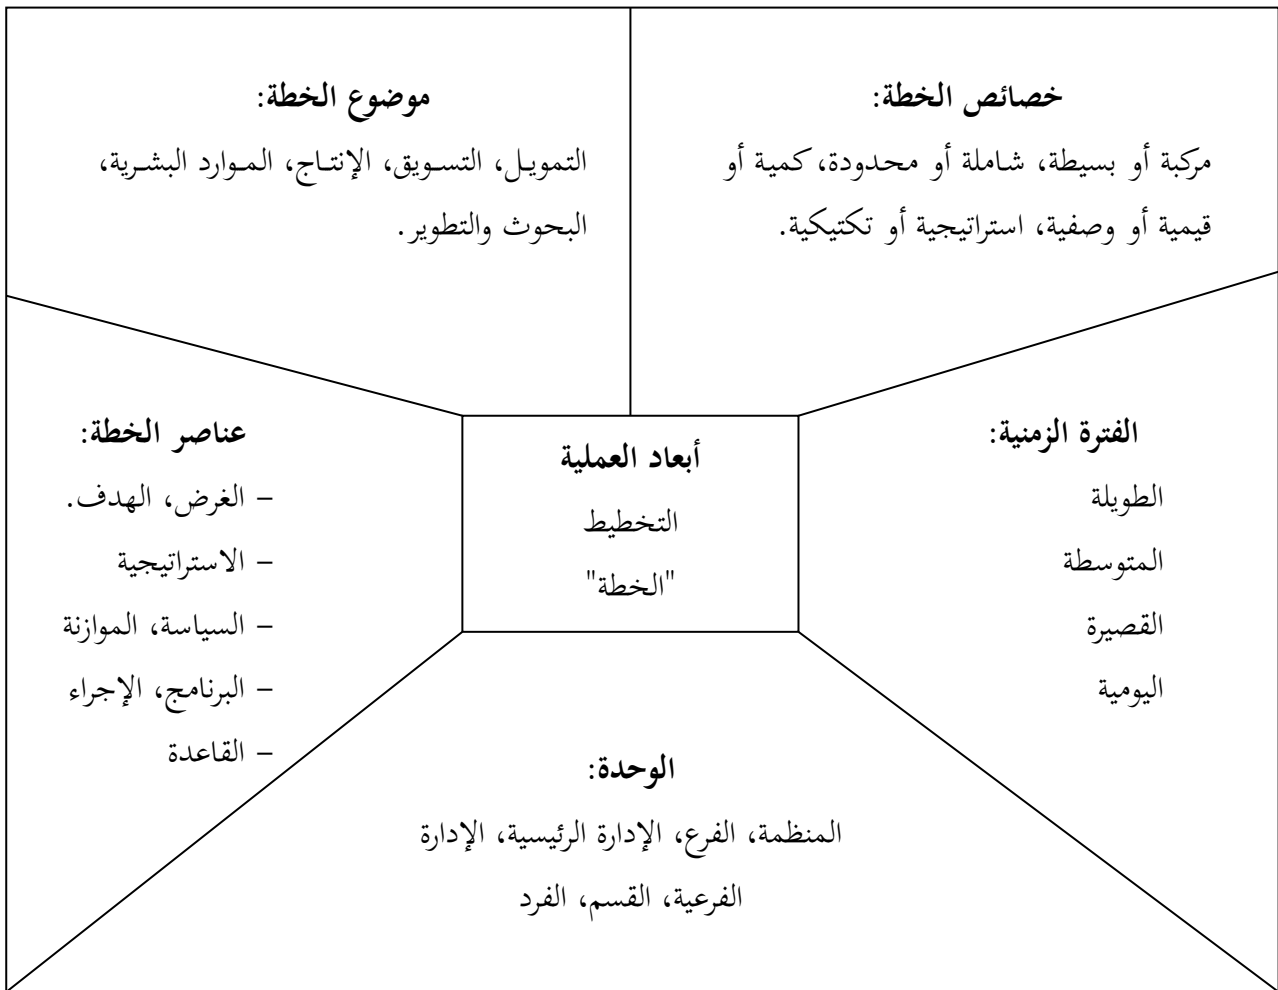 خصائص الخطة:
مركبة أو بسيطة، شاملة أو محدودة، كمية أو
قيمية أو وصفية، استراتيجية أو تكتيكية.
موضوع الخطة:
التمويل، التسويق، الإنتاج، الموارد البشرية،
البحوث والتطوير.
الفترة الزمنية:
الطويلة
المتوسطة
القصيرة
اليومية
أبعاد العملية
التخطيط
"الخطة"
عناصر الخطة:
– الغرض، الهدف.
– الاستراتيجية
– السياسة، الموازنة
– البرنامج، الإجراء
– القاعدة
الوحدة:
المنظمة، الفرع، الإدارة الرئيسية، الإدارة
الفرعية، القسم، الفرد